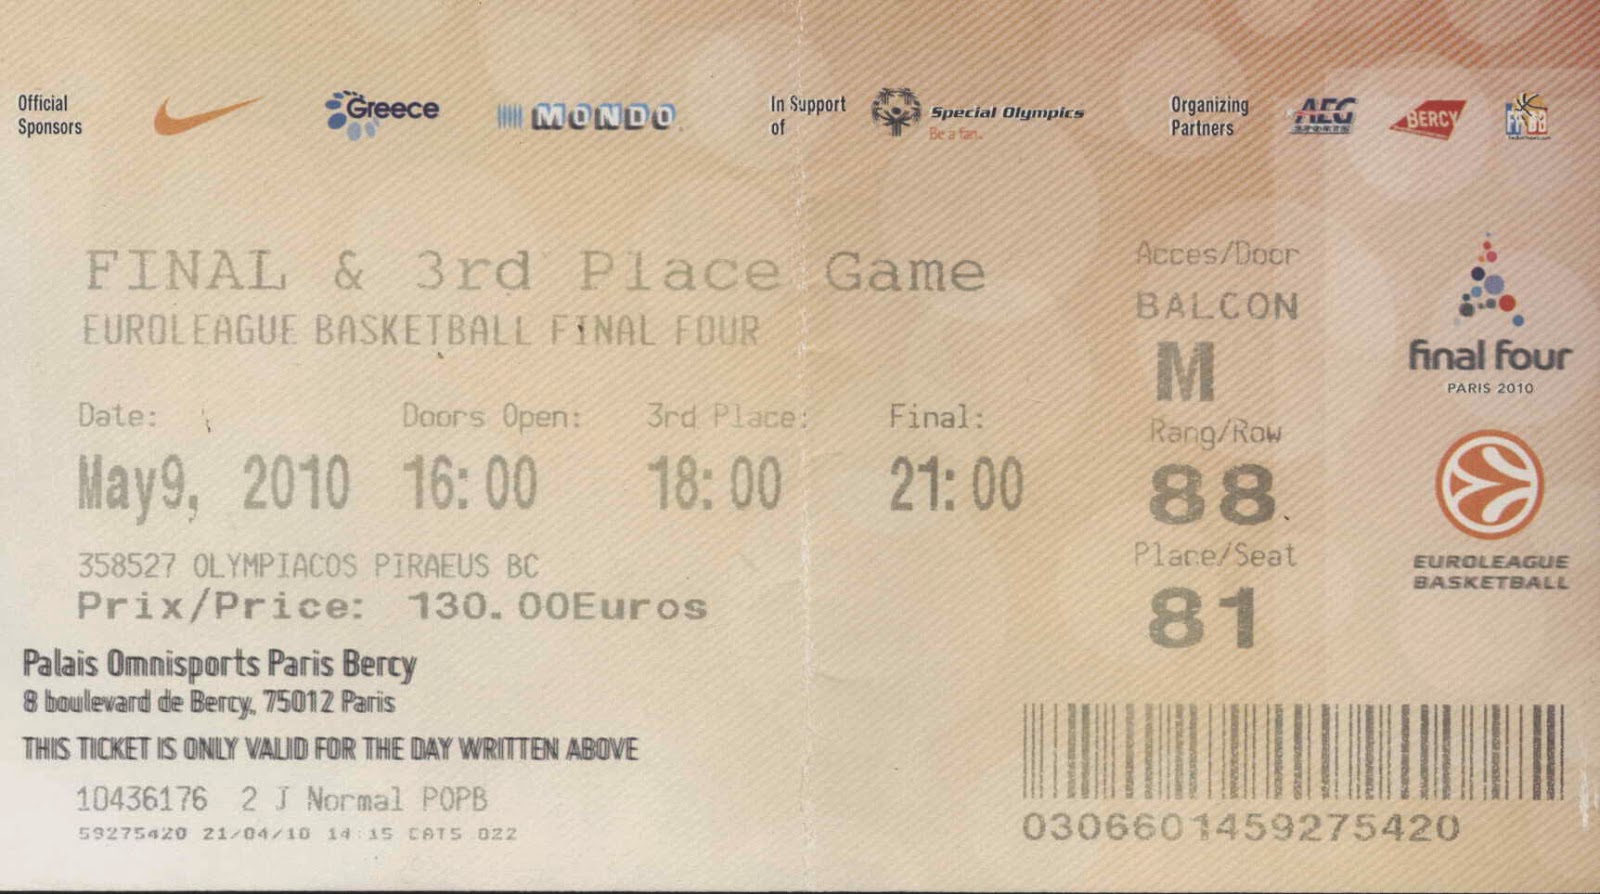 Official Sponsors
Greece
MONDO
In Support of
Special Olympics
Be a fan.
Organizing Partners
AEG
SPORTS
BERCY
FFBB
FINAL & 3rd Place Game
EUROLEAGUE BASKETBALL FINAL FOUR
Date: Doors Open: 3rd Place: Final:
May9, 2010 16:00 18:00 21:00
358527 OLYMPIACOS PIRAEUS BC
Prix/Price: 130.00Euros
Palais Omnisports Paris Bercy
8 boulevard de Bercy, 75012 Paris
THIS TICKET IS ONLY VALID FOR THE DAY WRITTEN ABOVE
10436176 2 J Normal POPB
59275420 21/04/10 14:15 CATS 022
Acces/Door
BALCON
M
Rang/Row
88
Place/Seat
81
final four
PARIS 2010
EUROLEAGUE
BASKETBALL
0306601459275420